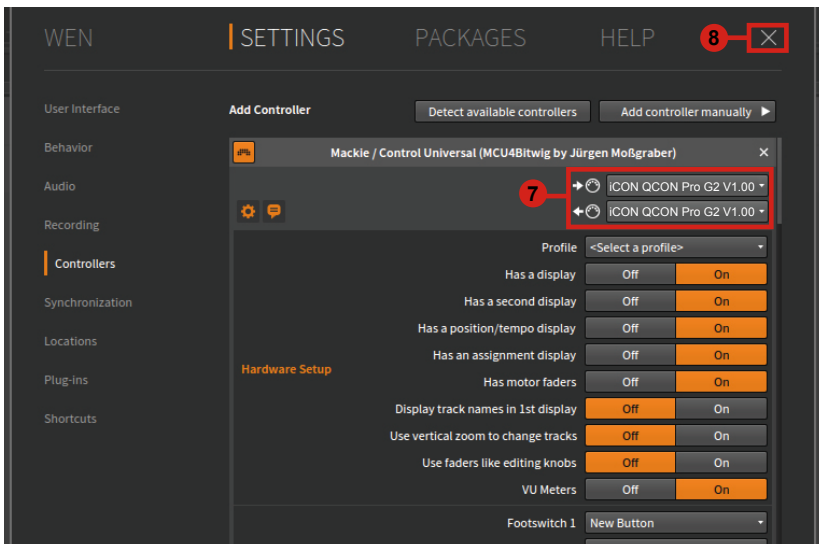 WEN SETTINGS PACKAGES HELP 8
User Interface
Behavior
Audio
Recording
Controllers
Synchronization
Locations
Plug-ins
Shortcuts
Add Controller Detect available controllers Add controller manually
Mackie / Control Universal (MCU4Bitwig by Jürgen Moßgraber)
7
iCON QCON Pro G2 V1.00
iCON QCON Pro G2 V1.00
Hardware Setup
Profile <Select a profile>
Has a display Off On
Has a second display Off On
Has a position/tempo display Off On
Has an assignment display Off On
Has motor faders Off On
Display track names in 1st display Off On
Use vertical zoom to change tracks Off On
Use faders like editing knobs Off On
VU Meters Off On
Footswitch 1 New Button